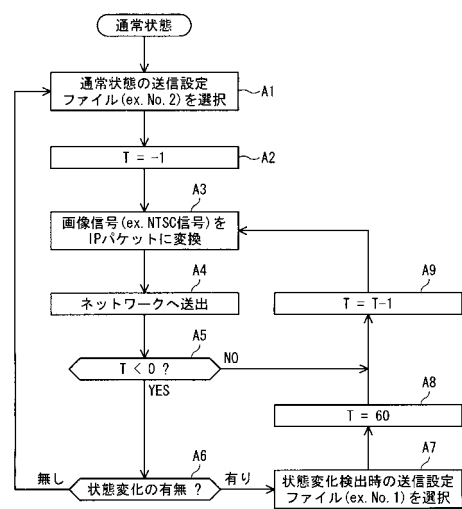 通常状態
通常状態の送信設定
ファイル(ex.No.2)を選択
A1
T = -1
A2
A3
画像信号(ex.NTSC信号)を
IPパケットに変換
A4
ネットワークへ送出
A5
T < 0 ?
NO
YES
A9
T = T-1
A8
T = 60
A6
状態変化の有無 ?
無し
有り
A7
状態変化検出時の送信設定
ファイル(ex.No.1)を選択